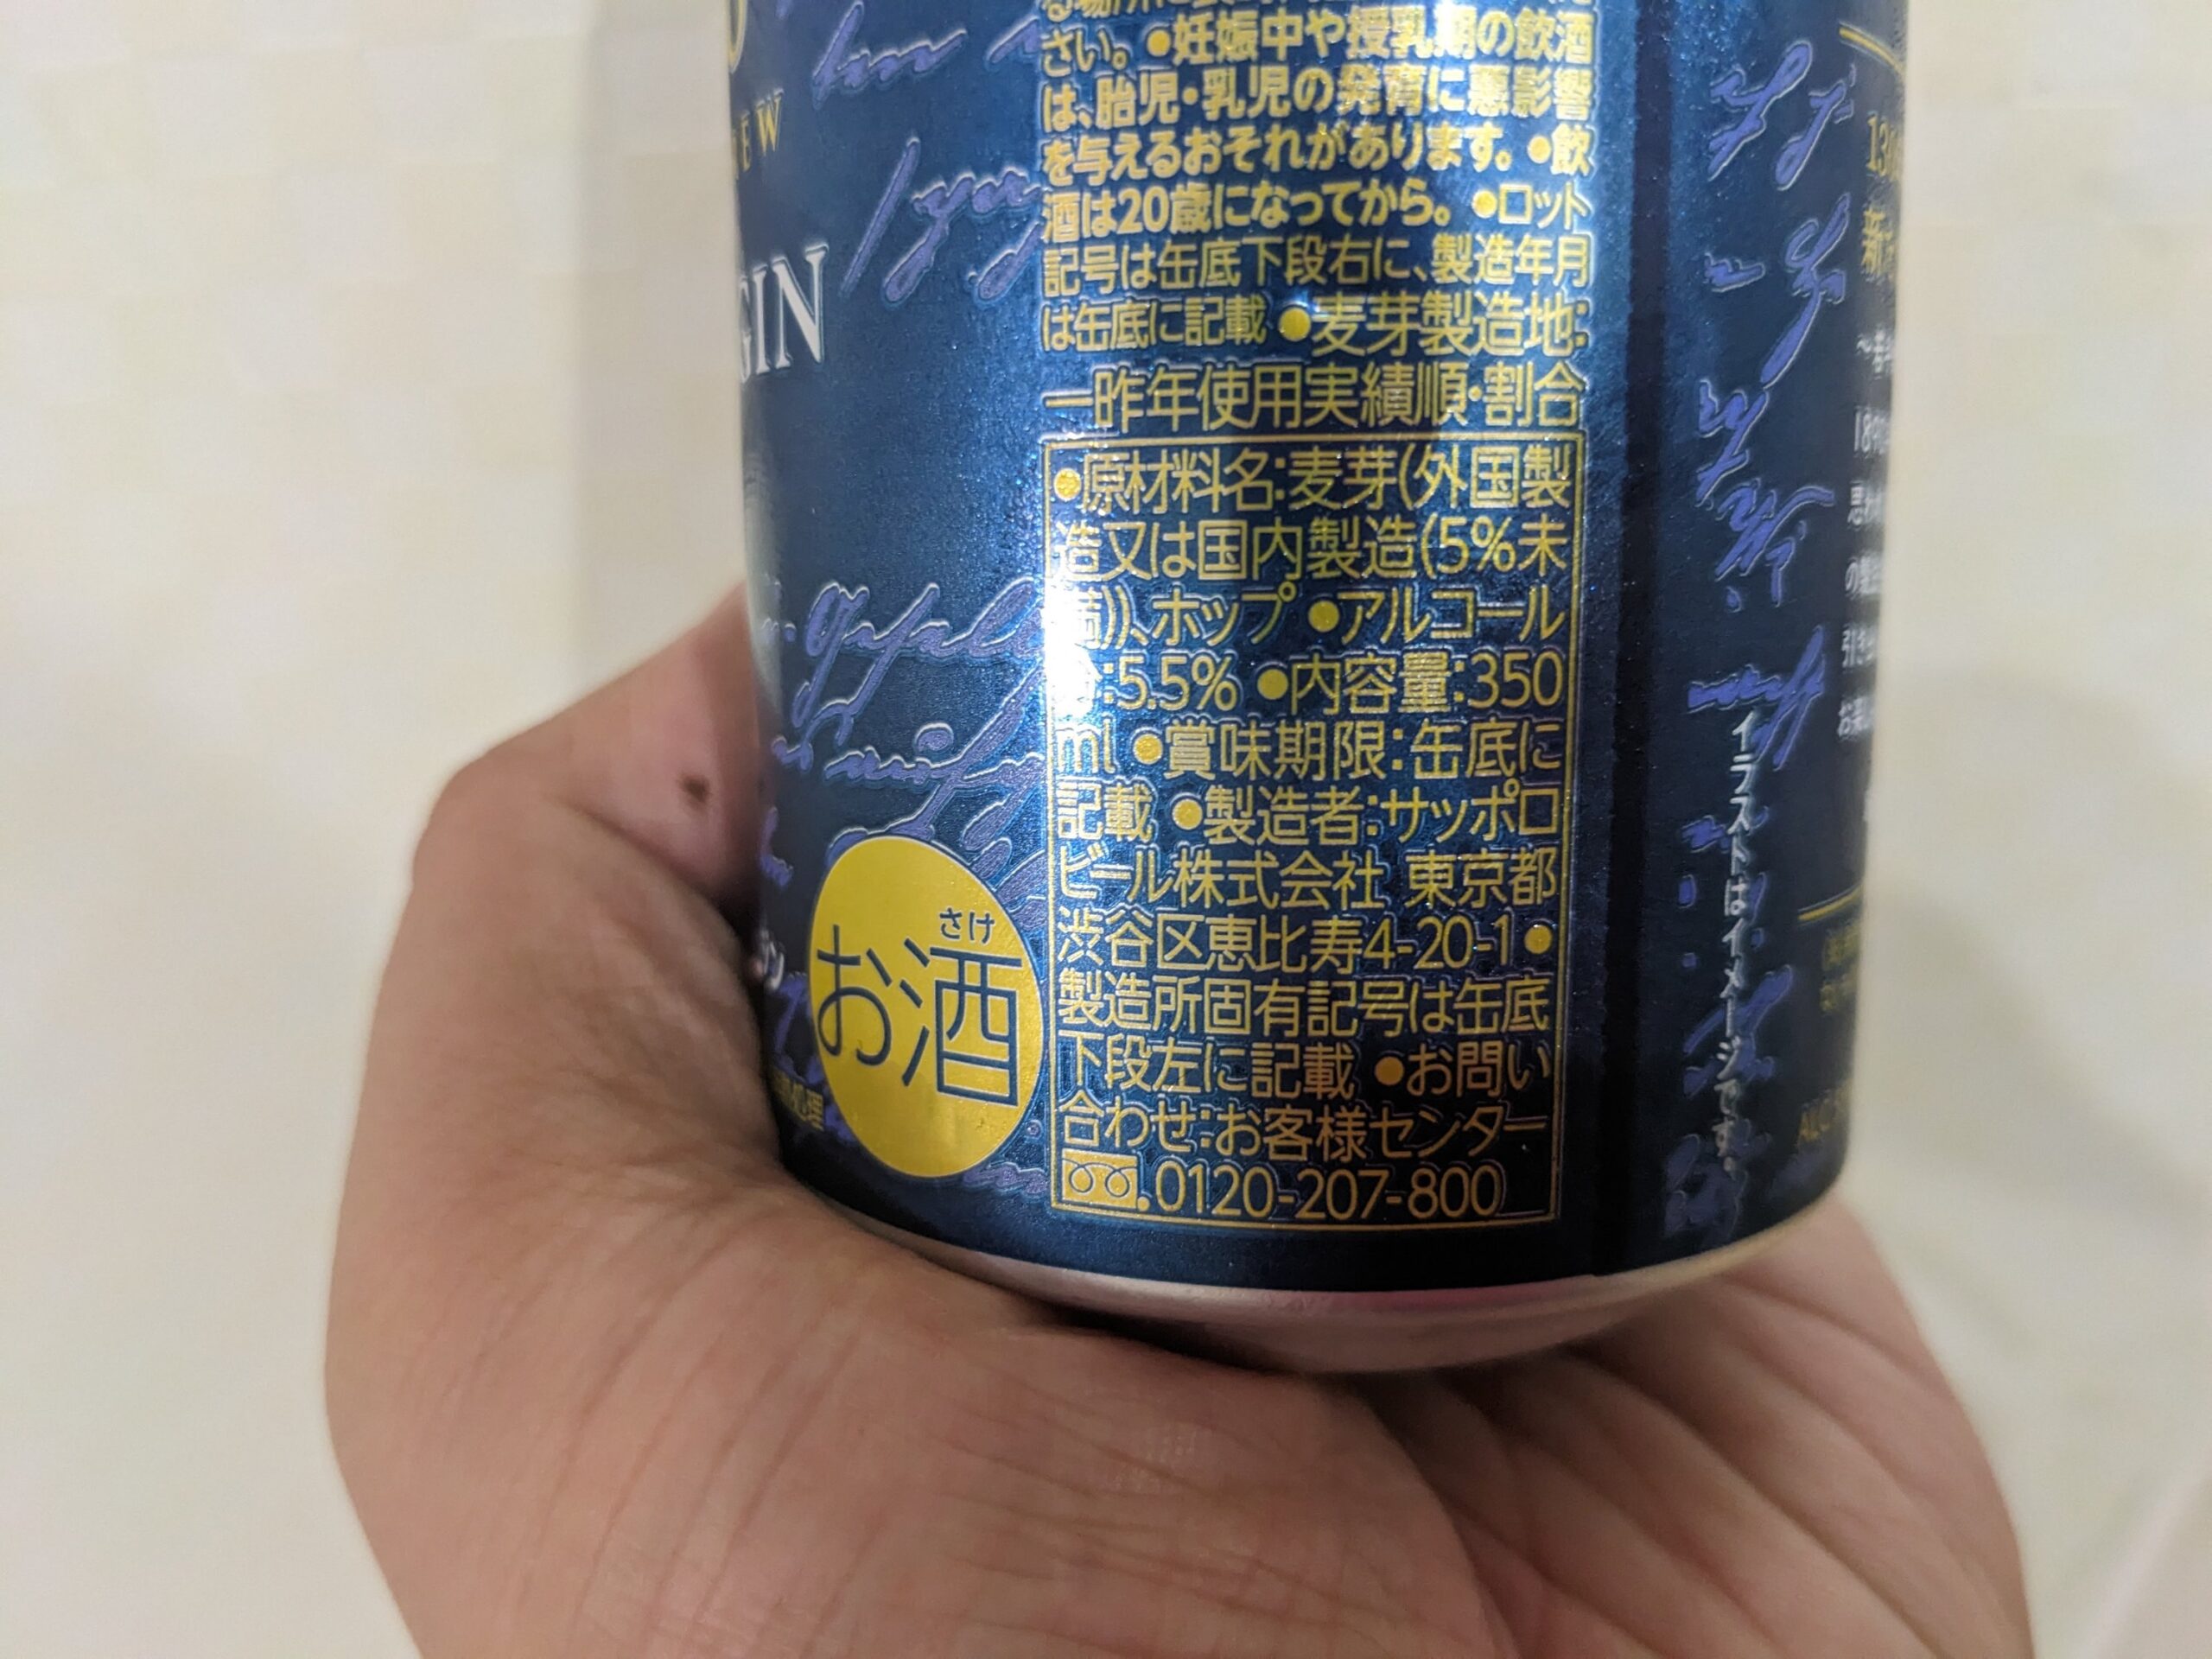 さい。●妊娠中や授乳期の飲酒
は、胎児・乳児の発育に悪影響
を与えるおそれがあります。●飲
酒は20歳になってから。●ロット
記号は缶底下段右に、製造年月
は缶底に記載 ●麦芽製造地:
一昨年使用実績順・割合
●原材料名:麦芽(外国製
造又は国内製造(5%未
満))、ホップ ●アルコール
分:5.5% ●内容量:350
ml ●賞味期限:缶底に
記載 ●製造者:サッポロ
ビール株式会社 東京都
渋谷区恵比寿4-20-1 ●
製造所固有記号は缶底
下段左に記載 ●お問い
合わせ:お客様センター
0120-207-800
さけ
お酒
GIN
EW
イラストはイメージです。